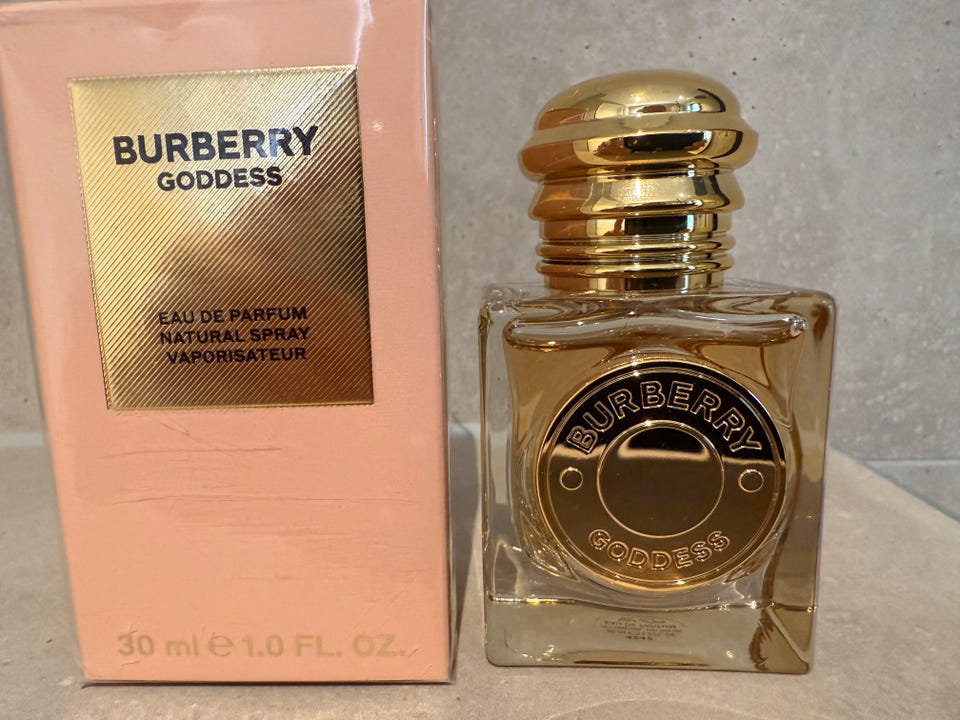 BURBERRY
GODDESS
EAU DE PARFUM
NATURAL SPRAY
VAPORISATEUR
30 ml e 1.0 FL. OZ.
BURBERRY
GODDESS